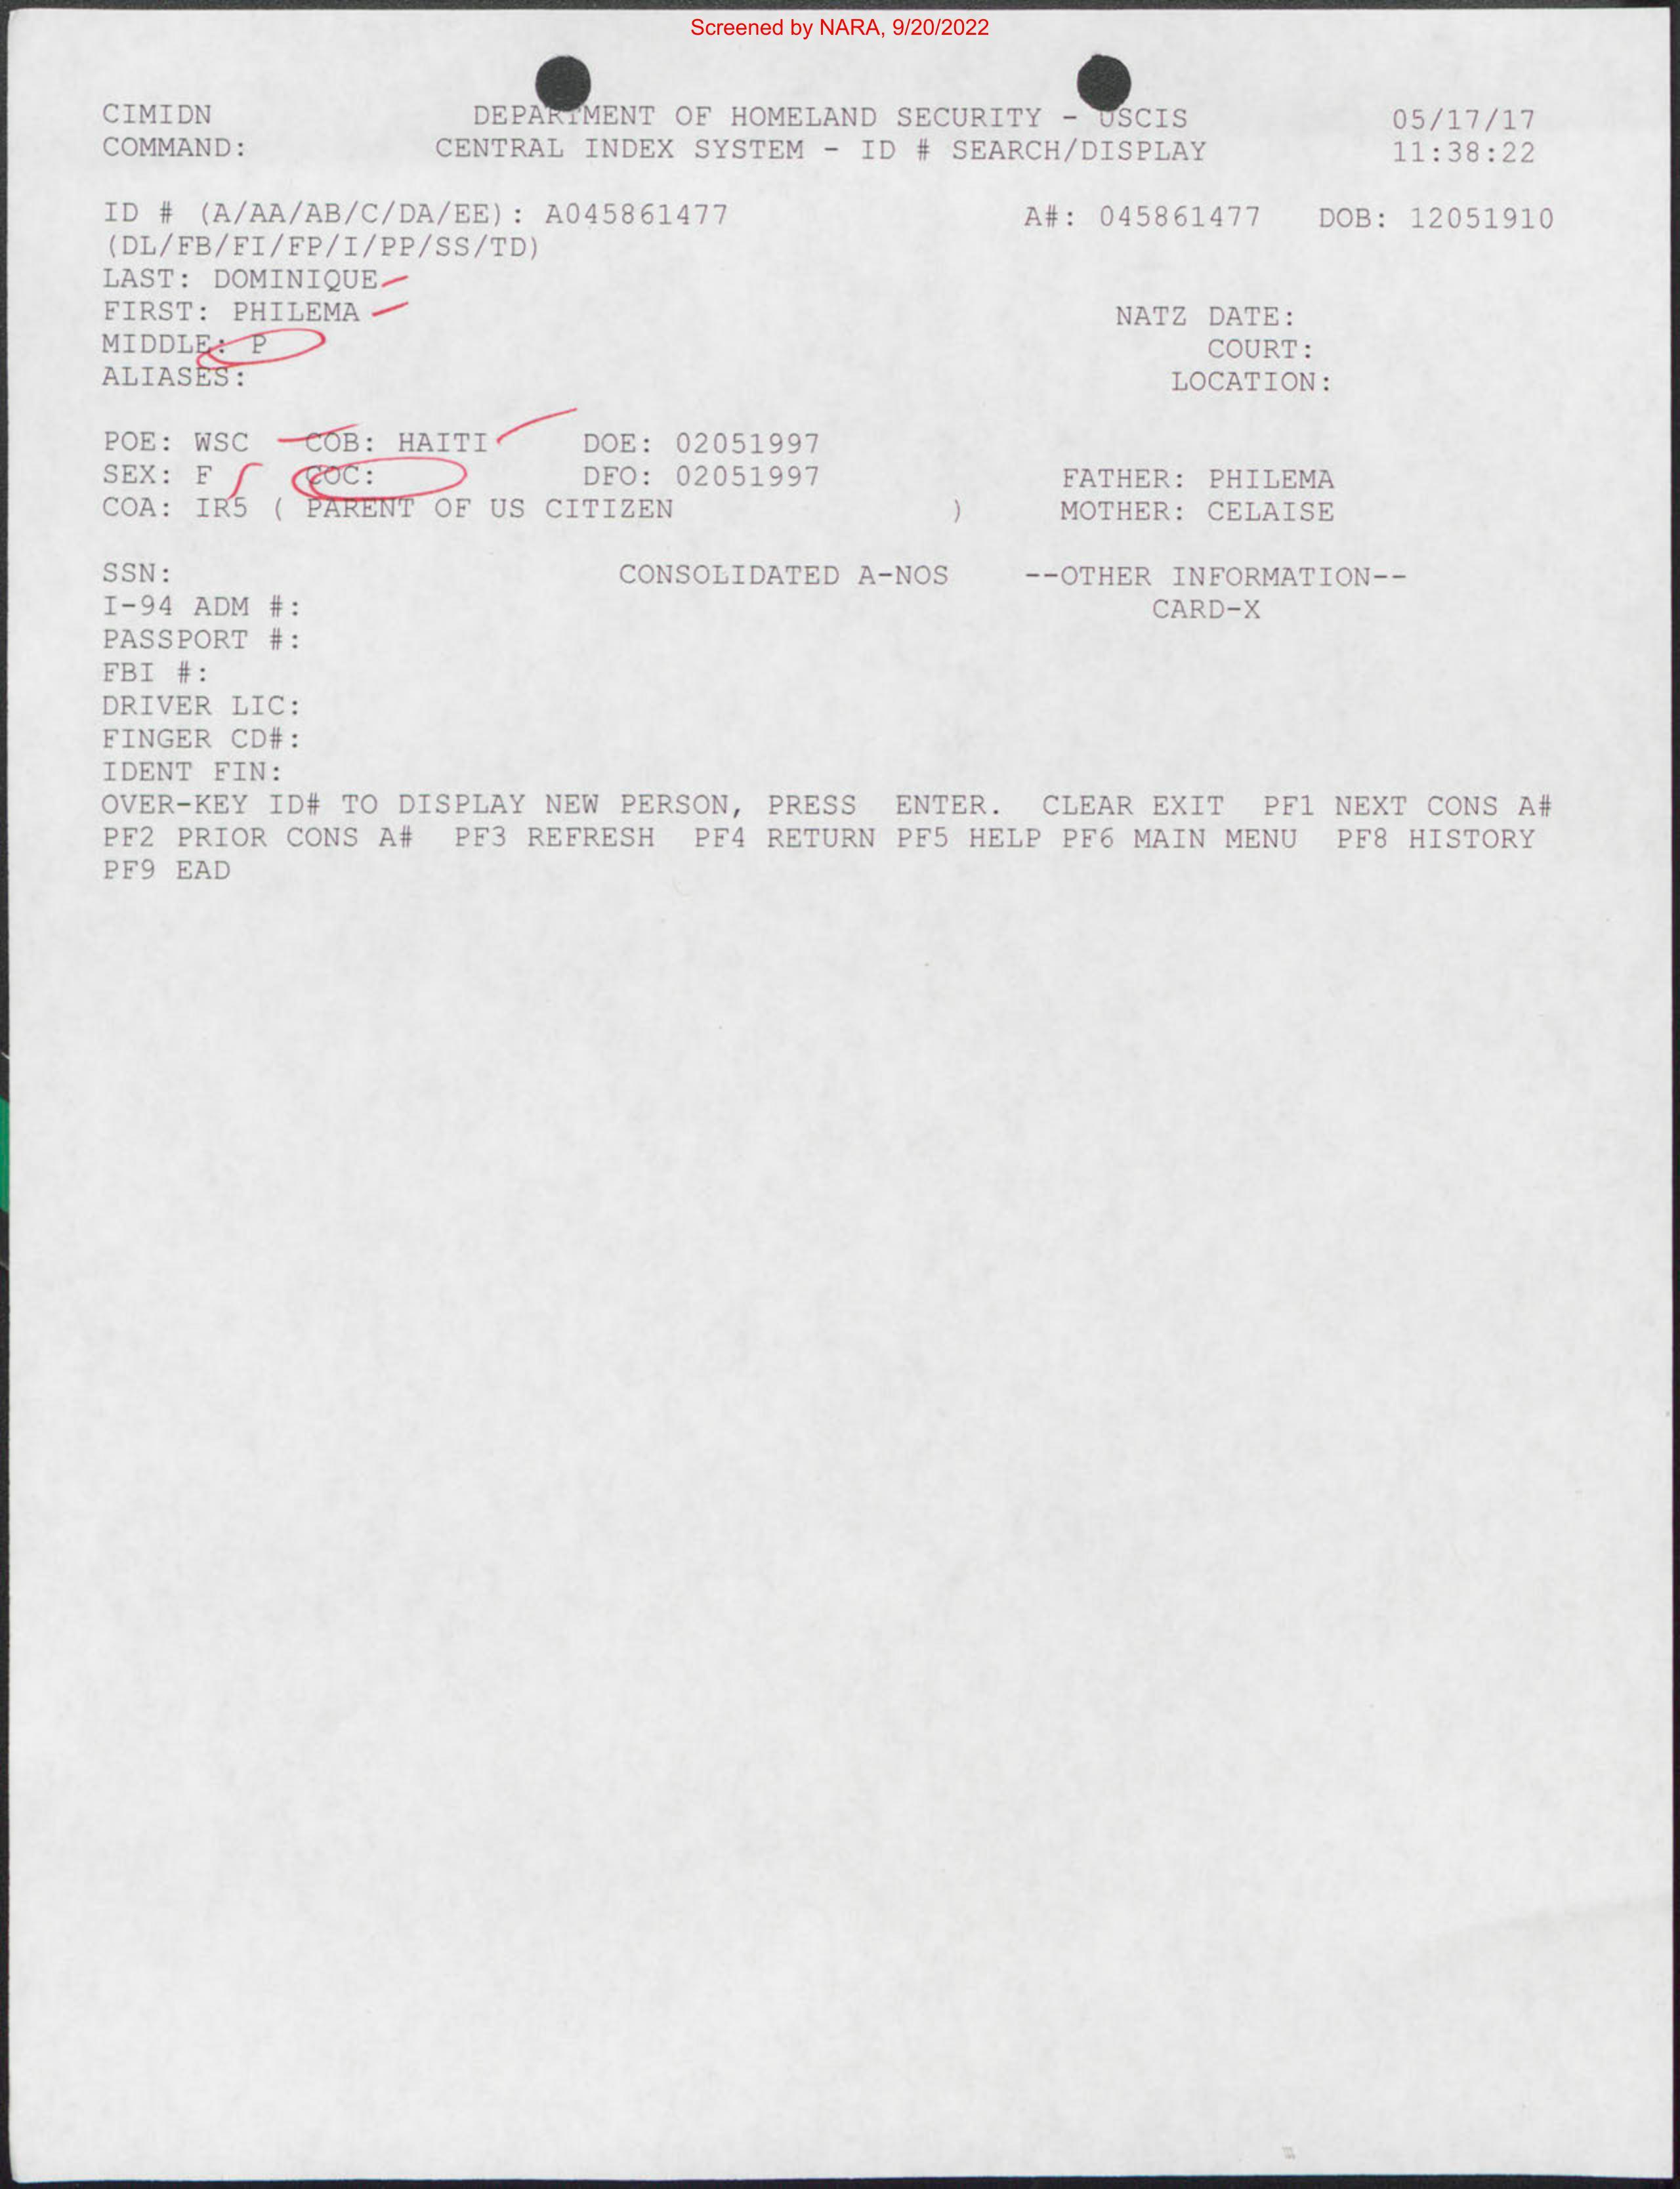 Screened by NARA, 9/20/2022
CIMIDN DEPARTMENT OF HOMELAND SECURITY - USCIS 05/17/17
COMMAND: CENTRAL INDEX SYSTEM - ID # SEARCH/DISPLAY 11:38:22
ID # (A/AA/AB/C/DA/EE): A045861477 A#: 045861477 DOB: 12051910
(DL/FB/FI/FP/I/PP/SS/TD)
LAST: DOMINIQUE
FIRST: PHILEMA NATZ DATE:
MIDDLE: P COURT:
ALIASES: LOCATION:
POE: WSC COB: HAITI DOE: 02051997
SEX: F COC: DFO: 02051997 FATHER: PHILEMA
COA: IR5 ( PARENT OF US CITIZEN ) MOTHER: CELAISE
SSN: CONSOLIDATED A-NOS --OTHER INFORMATION--
I-94 ADM #: CARD-X
PASSPORT #:
FBI #:
DRIVER LIC:
FINGER CD#:
IDENT FIN:
OVER-KEY ID# TO DISPLAY NEW PERSON, PRESS ENTER. CLEAR EXIT PF1 NEXT CONS A#
PF2 PRIOR CONS A# PF3 REFRESH PF4 RETURN PF5 HELP PF6 MAIN MENU PF8 HISTORY
PF9 EAD